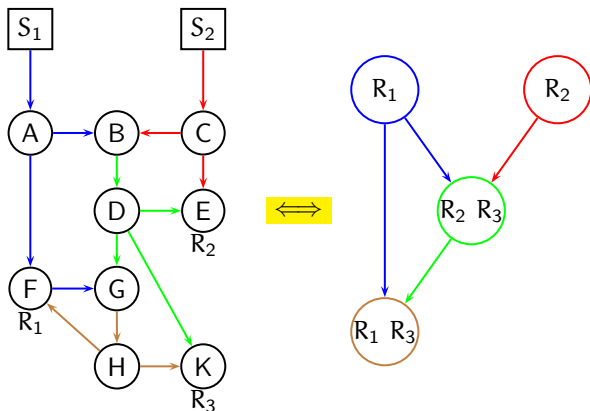 S₁ S₂
R₁ R₂
A B C
D E
R₂
R₂ R₃
⟺
F G
R₁
R₁ R₃
H K
R₃